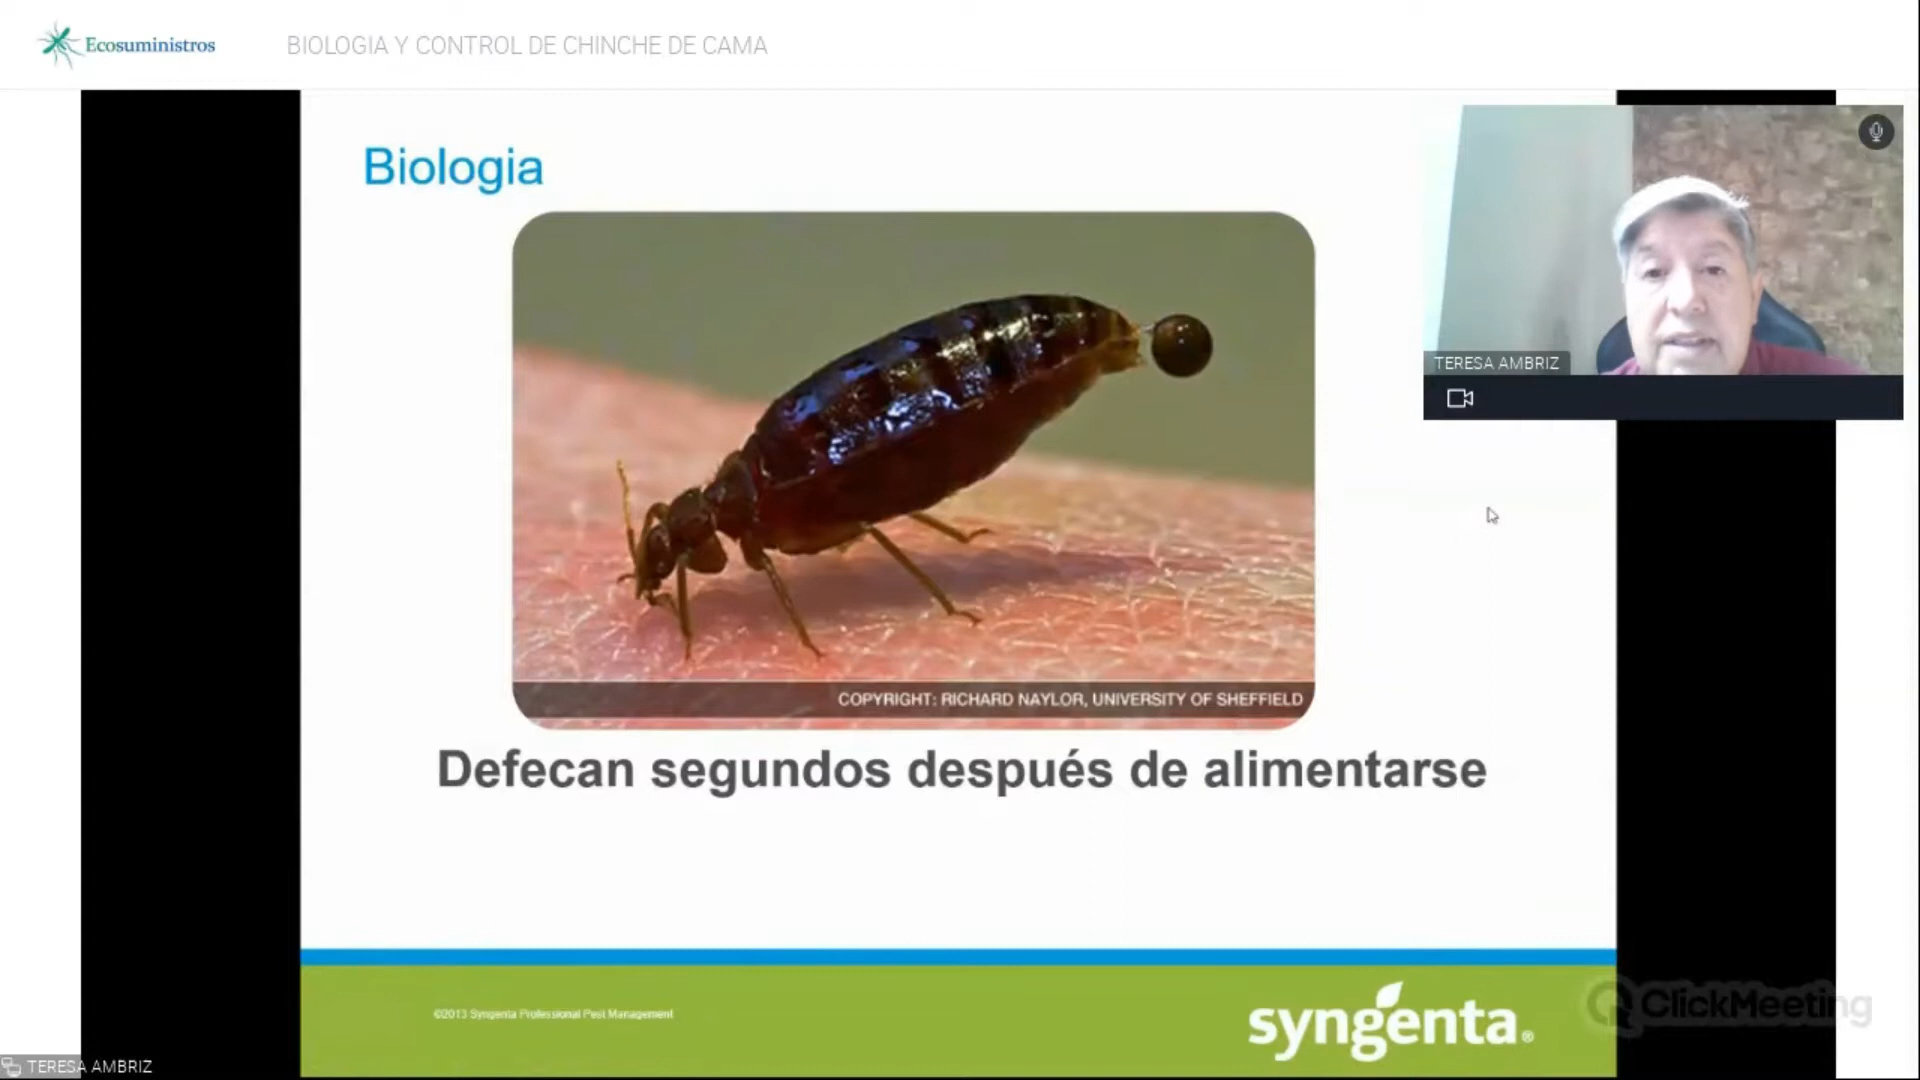 Ecosuministros
BIOLOGIA Y CONTROL DE CHINCHE DE CAMA
Biologia
TERESA AMBRIZ
COPYRIGHT: RICHARD NAYLOR, UNIVERSITY OF SHEFFIELD
Defecan segundos después de alimentarse
©2013 Syngenta Professional Pest Management
syngenta®
ClickMeeting
TERESA AMBRIZ